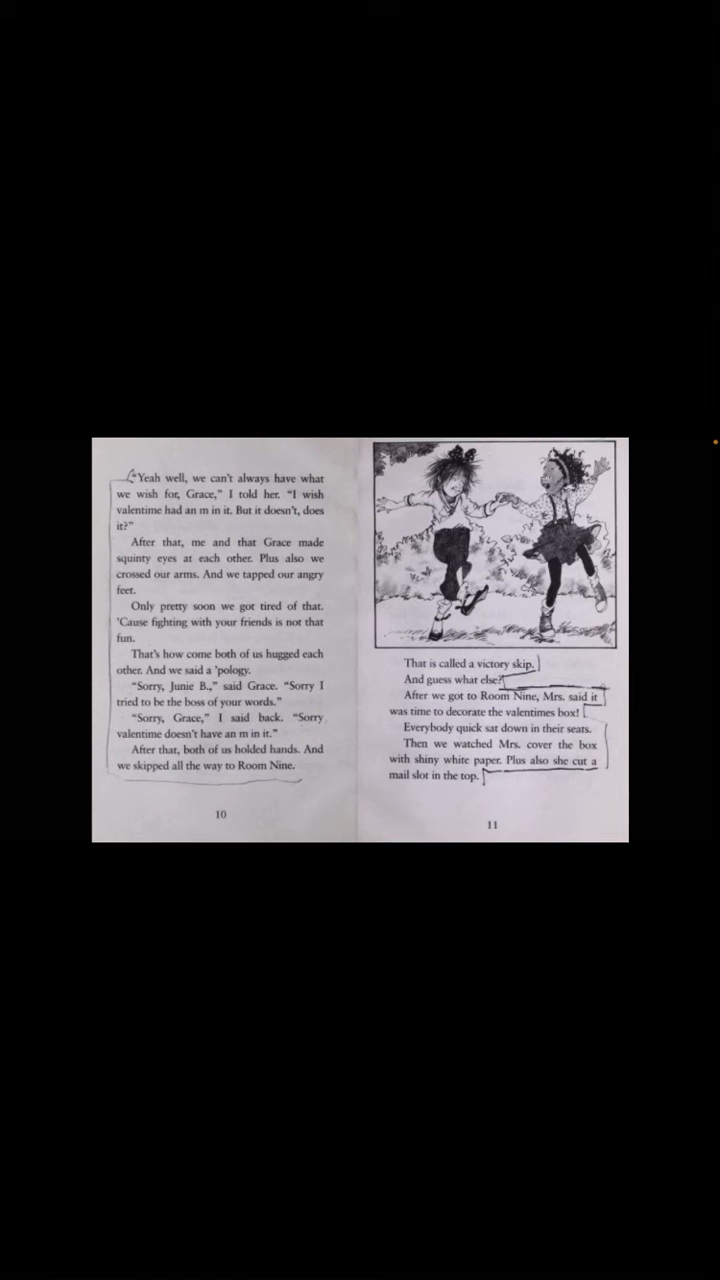 “Yeah well, we can't always have what
we wish for, Grace,” I told her. “I wish
valentime had an m in it. But it doesn't, does
it?”
After that, me and that Grace made
squinty eyes at each other. Plus also we
crossed our arms. And we tapped our angry
feet.
Only pretty soon we got tired of that.
'Cause fighting with your friends is not that
fun.
That's how come both of us hugged each
other. And we said a 'pology.
“Sorry, Junie B.,” said Grace. “Sorry I
tried to be the boss of your words.”
“Sorry, Grace,” I said back. “Sorry
valentime doesn't have an m in it.”
After that, both of us holded hands. And
we skipped all the way to Room Nine.
10
That is called a victory skip.
And guess what else?
After we got to Room Nine, Mrs. said it
was time to decorate the valentimes box!
Everybody quick sat down in their seats.
Then we watched Mrs. cover the box
with shiny white paper. Plus also she cut a
mail slot in the top.
11